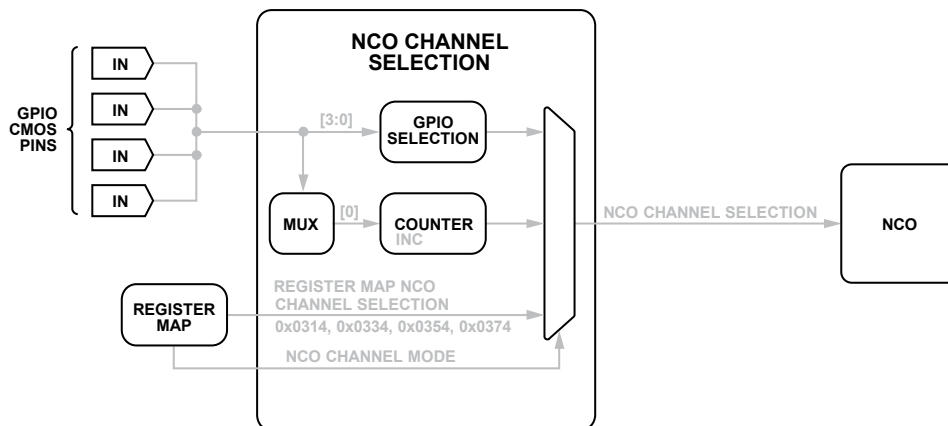 NCO CHANNEL
SELECTION
GPIO
CMOS
PINS
IN
IN
IN
IN
[3:0]
GPIO
SELECTION
MUX
[0]
COUNTER
INC
NCO CHANNEL SELECTION
NCO
REGISTER
MAP
REGISTER MAP NCO
CHANNEL SELECTION
0x0314, 0x0334, 0x0354, 0x0374
NCO CHANNEL MODE